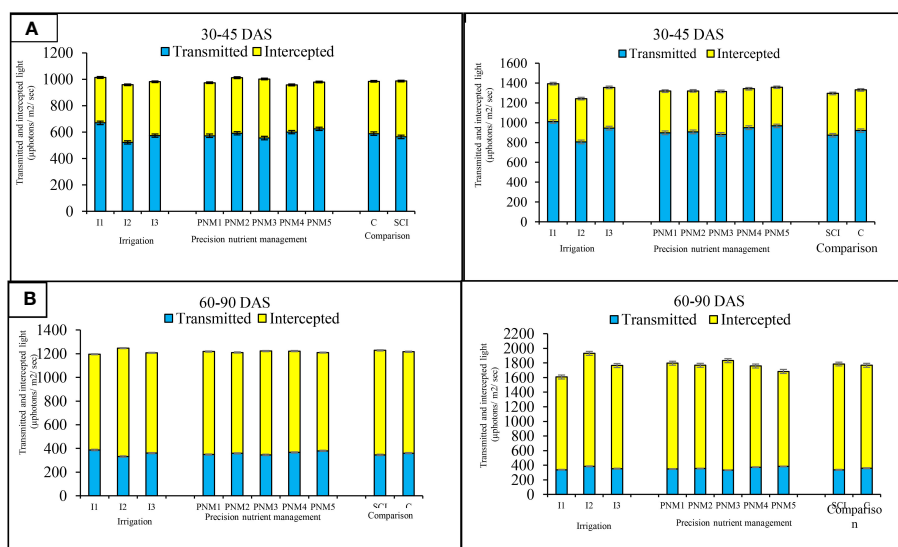 A
30-45 DAS
Transmitted Intercepted
Transmitted and intercepted light
(µphotons/ m2/ sec)
1200
1000
800
600
400
200
0
I1 I2 I3 PNM1 PNM2 PNM3 PNM4 PNM5 C SCI
Irrigation Precision nutrient management Comparison
30-45 DAS
Transmitted Intercepted
Transmitted and intercepted light
(µphotons/ m2/ sec)
1600
1400
1200
1000
800
600
400
200
0
I1 I2 I3 PNM1 PNM2 PNM3 PNM4 PNM5 SCI C
Irrigation Precision nutrient management Comparison
B
60-90 DAS
Transmitted Intercepted
Transmitted and intercepted light
(µphotons/ m2/ sec)
1400
1200
1000
800
600
400
200
0
I1 I2 I3 PNM1 PNM2 PNM3 PNM4 PNM5 SCI C
Irrigation Precision nutrient management Comparison
60-90 DAS
Transmitted Intercepted
Transmitted and intercepted light
(µphotons/ m2/ sec)
2200
2000
1800
1600
1400
1200
1000
800
600
400
200
0
I1 I2 I3 PNM1 PNM2 PNM3 PNM4 PNM5 SCI C
Irrigation Precision nutrient management Compariso
n